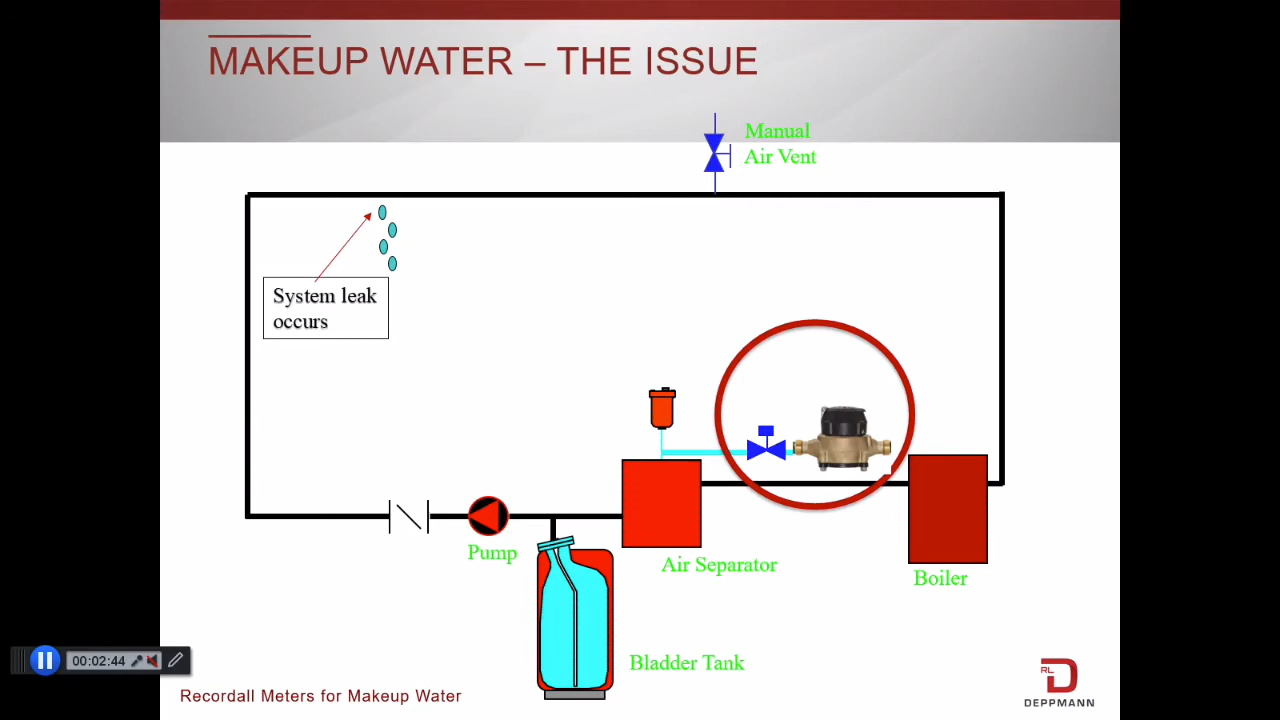 MAKEUP WATER – THE ISSUE
Manual
Air Vent
System leak
occurs
Pump
Air Separator
Boiler
Bladder Tank
00:02:44
Recordall Meters for Makeup Water
RL
D
DEPPMANN